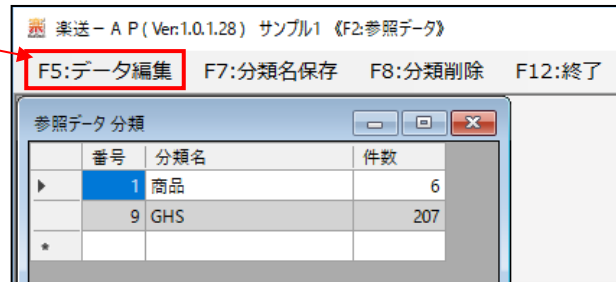 楽送－ＡＰ( Ver:1.0.1.28 ) サンプル1 《F2:参照データ》
F5:データ編集 F7:分類名保存 F8:分類削除 F12:終了
参照データ 分類
番号 分類名 件数
1 商品 6
9 GHS 207
*